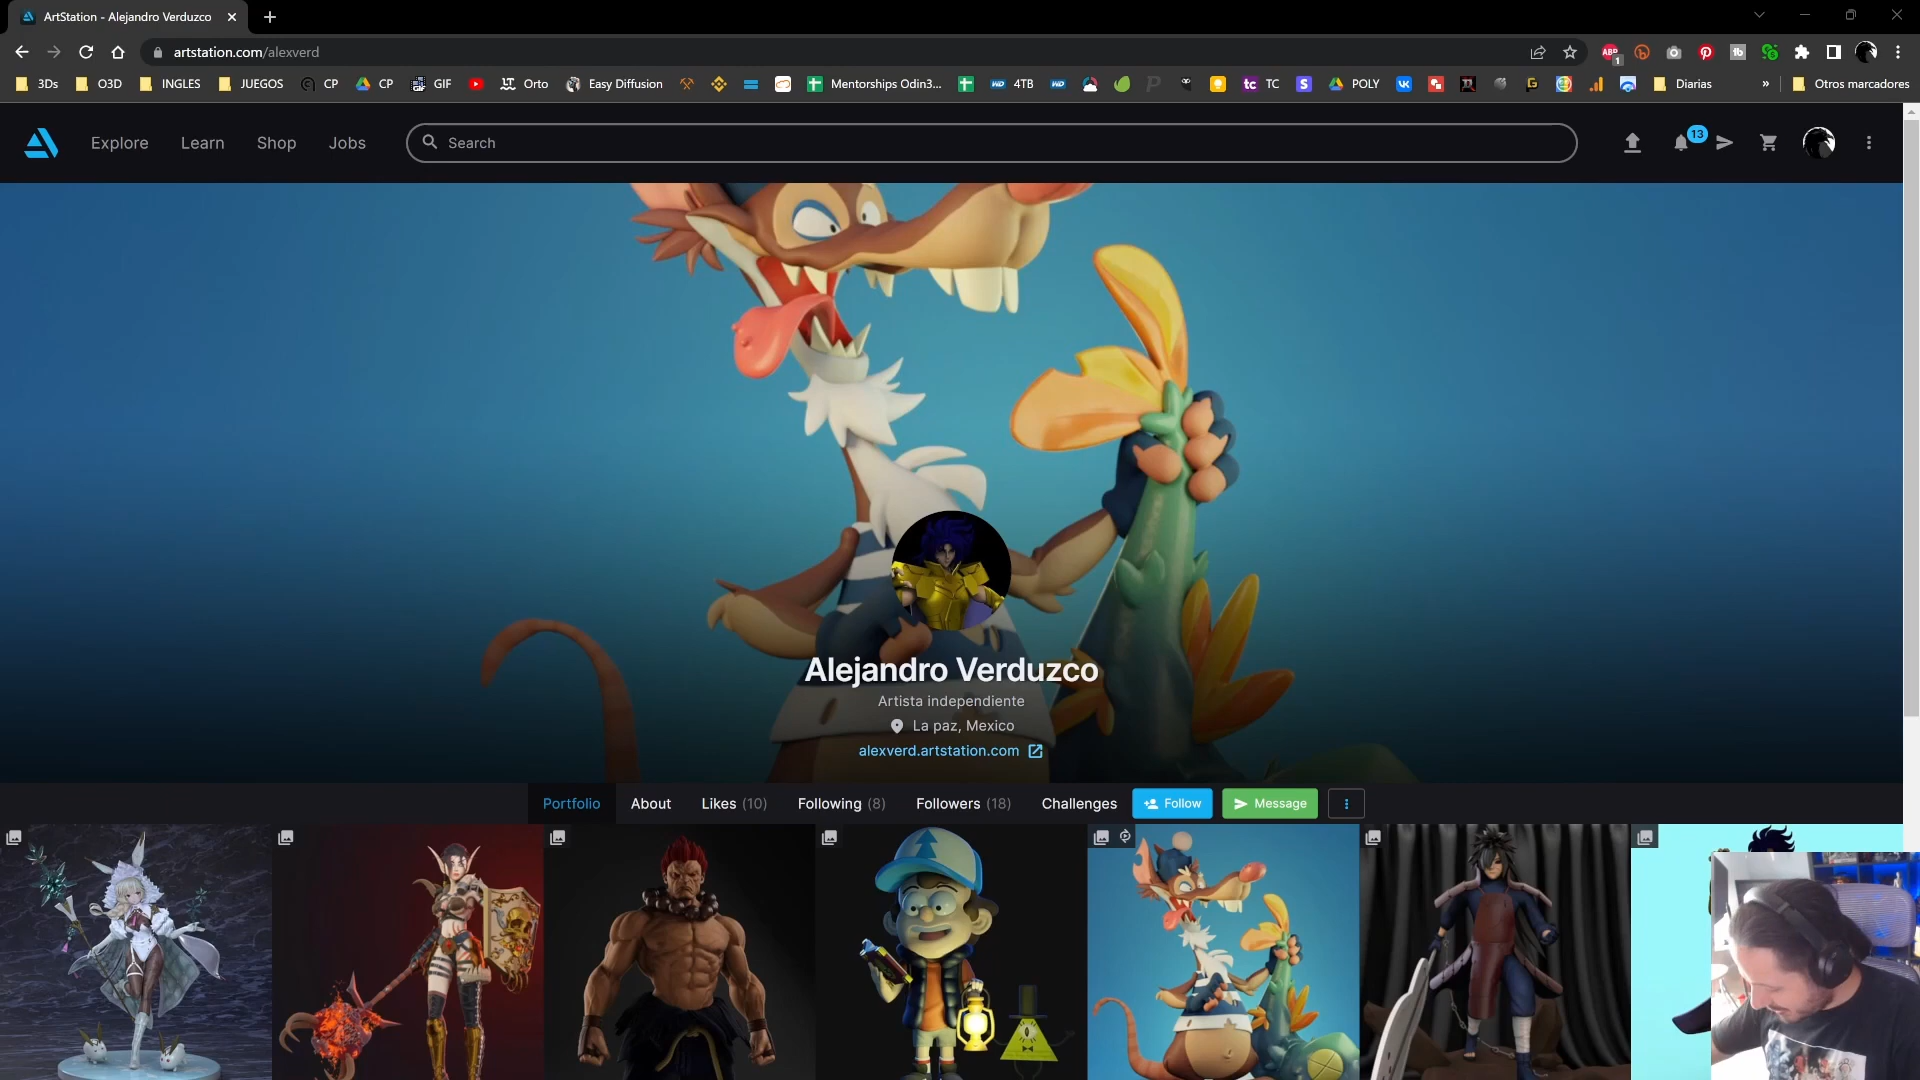 ArtStation - Alejandro Verduzco
artstation.com/alexverd
ABP 1
3Ds O3D INGLES JUEGOS CP CP GIF Orto Easy Diffusion Mentorships Odin3... 4TB TC POLY Diarias » Otros marcadores
Explore Learn Shop Jobs Search 13
Alejandro Verduzco
Artista independiente
La paz, Mexico
alexverd.artstation.com
Portfolio About Likes (10) Following (8) Followers (18) Challenges Follow Message